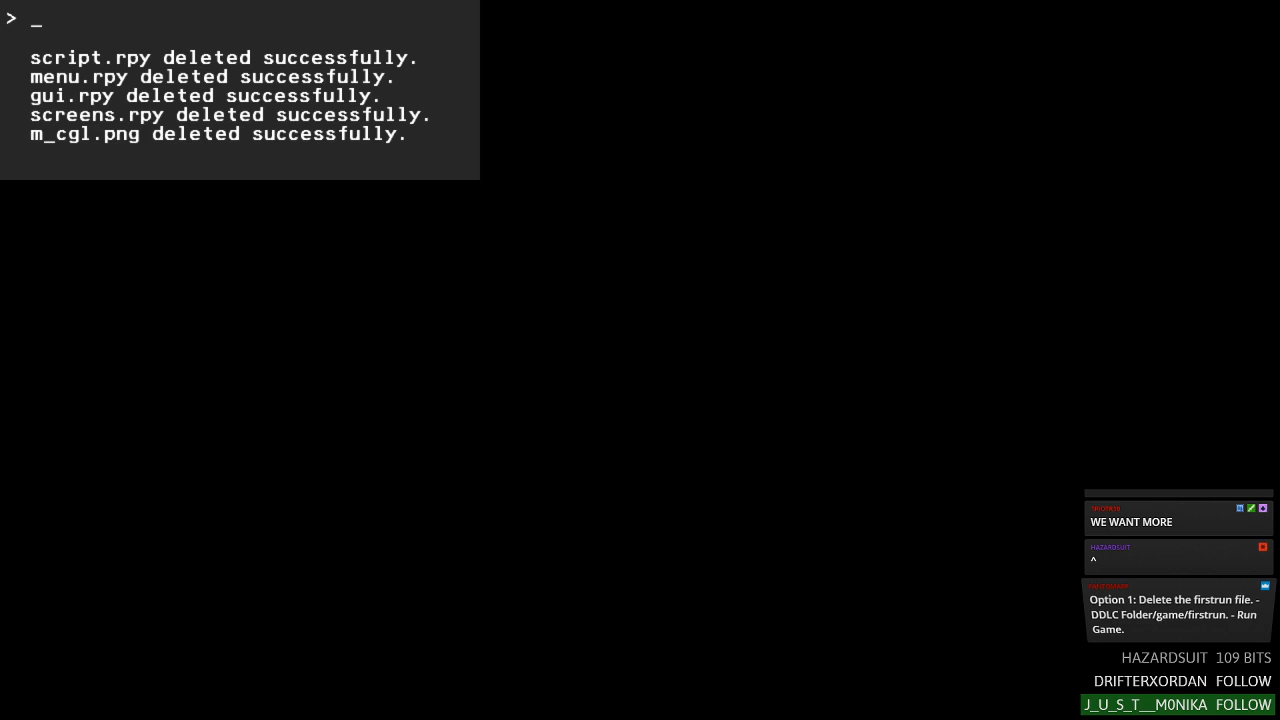 > _
script.rpy deleted successfully.
menu.rpy deleted successfully.
gui.rpy deleted successfully.
screens.rpy deleted successfully.
m_cgl.png deleted successfully.
WE WANT MORE
HAZARDSUIT
^
Option 1: Delete the firstrun file. -
DDLC Folder/game/firstrun. - Run
Game.
HAZARDSUIT 109 BITS
DRIFTERXORDAN FOLLOW
J_U_S_T__M0NIKA FOLLOW